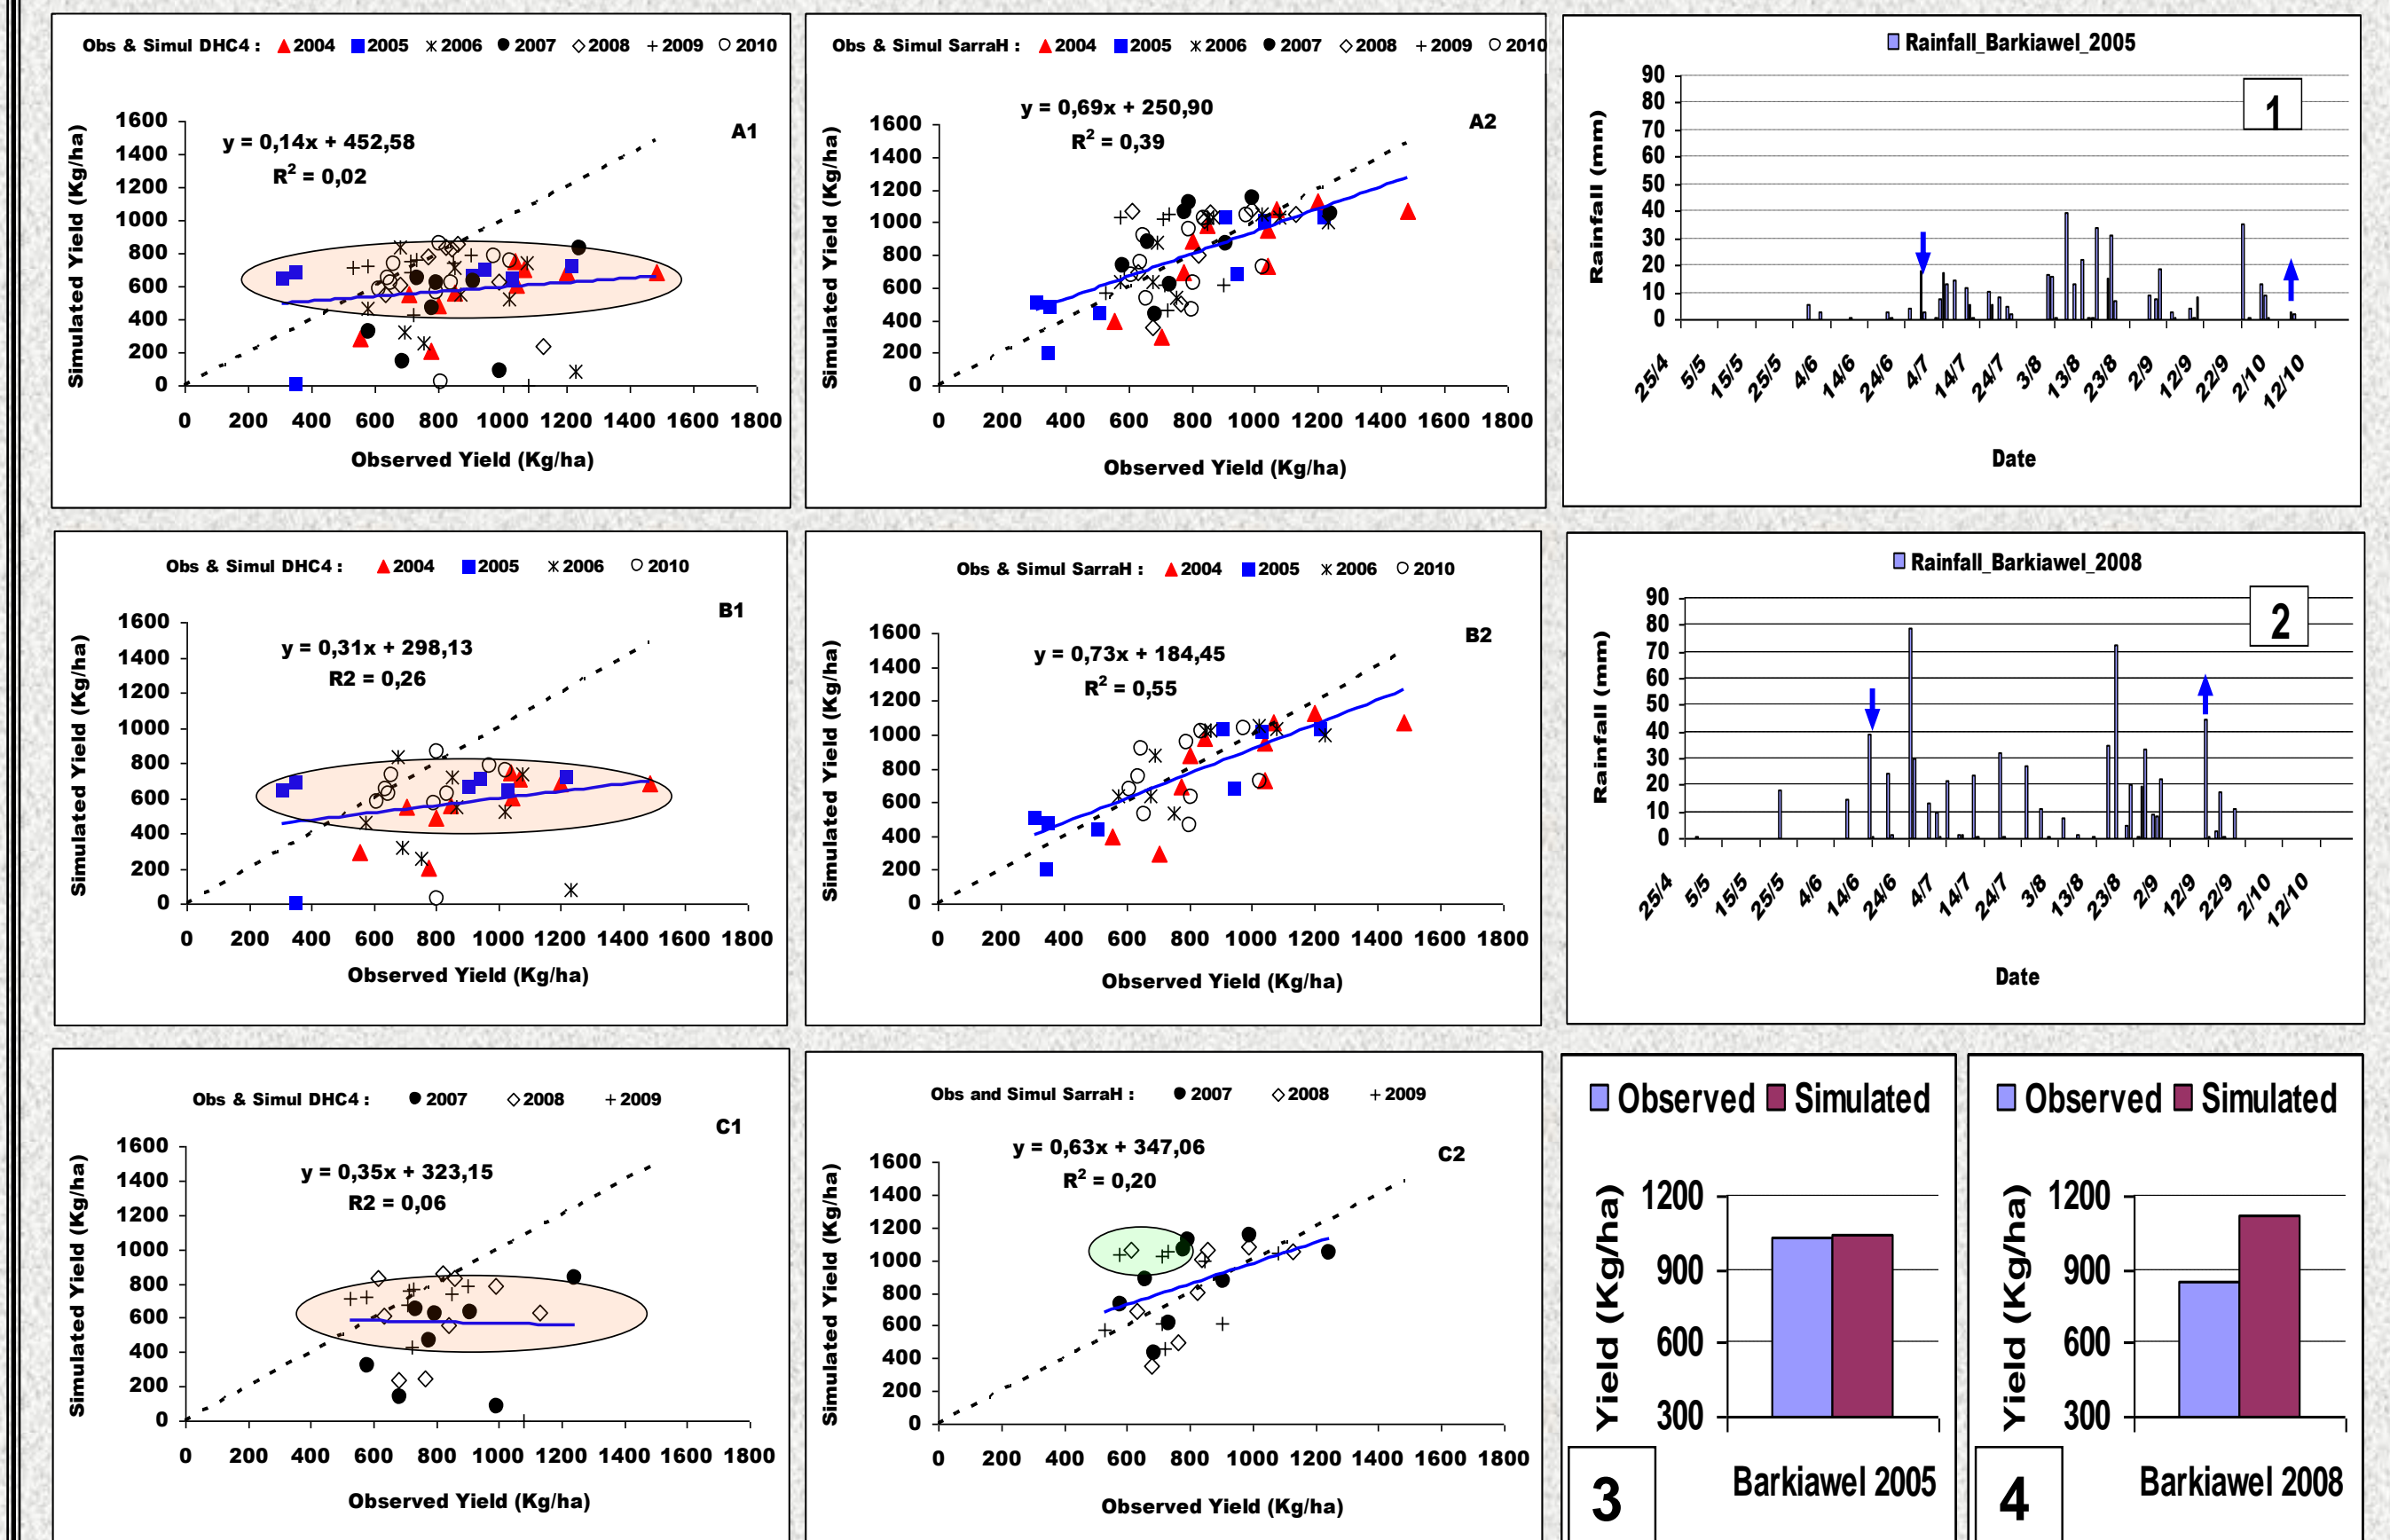 Obs & Simul DHC4 : 2004 2005 2006 2007 2008 2009 2010
A1
y = 0,14x + 452,58
R² = 0,02
Simulated Yield (Kg/ha)
1600
1400
1200
1000
800
600
400
200
0
0 200 400 600 800 1000 1200 1400 1600 1800
Observed Yield (Kg/ha)
Obs & Simul SarraH : 2004 2005 2006 2007 2008 2009 2010
A2
y = 0,69x + 250,90
R² = 0,39
Simulated Yield (Kg/ha)
1600
1400
1200
1000
800
600
400
200
0
0 200 400 600 800 1000 1200 1400 1600 1800
Observed Yield (Kg/ha)
Rainfall_Barkiawel_2005
1
Rainfall (mm)
90
80
70
60
50
40
30
20
10
0
25/4 5/5 15/5 25/5 4/6 14/6 24/6 4/7 14/7 24/7 3/8 13/8 23/8 2/9 12/9 22/9 2/10 12/10
Date
Obs & Simul DHC4 : 2004 2005 2006 2010
B1
y = 0,31x + 298,13
R2 = 0,26
Simulated Yield (Kg/ha)
1600
1400
1200
1000
800
600
400
200
0
0 200 400 600 800 1000 1200 1400 1600 1800
Observed Yield (Kg/ha)
Obs & Simul SarraH : 2004 2005 2006 2010
B2
y = 0,73x + 184,45
R² = 0,55
Simulated Yield (Kg/ha)
1600
1400
1200
1000
800
600
400
200
0
0 200 400 600 800 1000 1200 1400 1600 1800
Observed Yield (Kg/ha)
Rainfall_Barkiawel_2008
2
Rainfall (mm)
90
80
70
60
50
40
30
20
10
0
25/4 5/5 15/5 25/5 4/6 14/6 24/6 4/7 14/7 24/7 3/8 13/8 23/8 2/9 12/9 22/9 2/10 12/10
Date
Obs & Simul DHC4 : 2007 2008 2009
C1
y = 0,35x + 323,15
R2 = 0,06
Simulated Yield (Kg/ha)
1600
1400
1200
1000
800
600
400
200
0
0 200 400 600 800 1000 1200 1400 1600 1800
Observed Yield (Kg/ha)
Obs and Simul SarraH : 2007 2008 2009
C2
y = 0,63x + 347,06
R² = 0,20
Simulated Yield (Kg/ha)
1600
1400
1200
1000
800
600
400
200
0
0 200 400 600 800 1000 1200 1400 1600 1800
Observed Yield (Kg/ha)
Observed Simulated
Yield (Kg/ha)
1200
900
600
300
3
Barkiawel 2005
Observed Simulated
Yield (Kg/ha)
1200
900
600
300
4
Barkiawel 2008